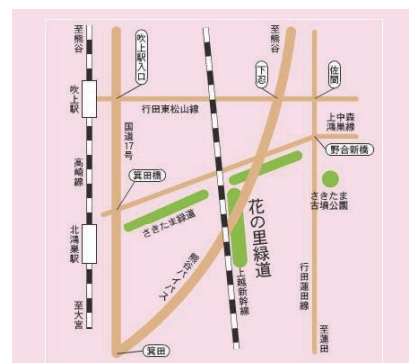 至熊谷
吹上駅入口
至熊谷
下忍
佐間
吹上駅
行田東松山線
上中森
鴻巣線
国道17号
野合新橋
高崎線
箕田橋
さきたま
古墳公園
さきたま緑道
花の里緑道
北鴻巣駅
熊谷バイパス
上越新幹線
行田蓮田線
至大宮
至蓮田
箕田